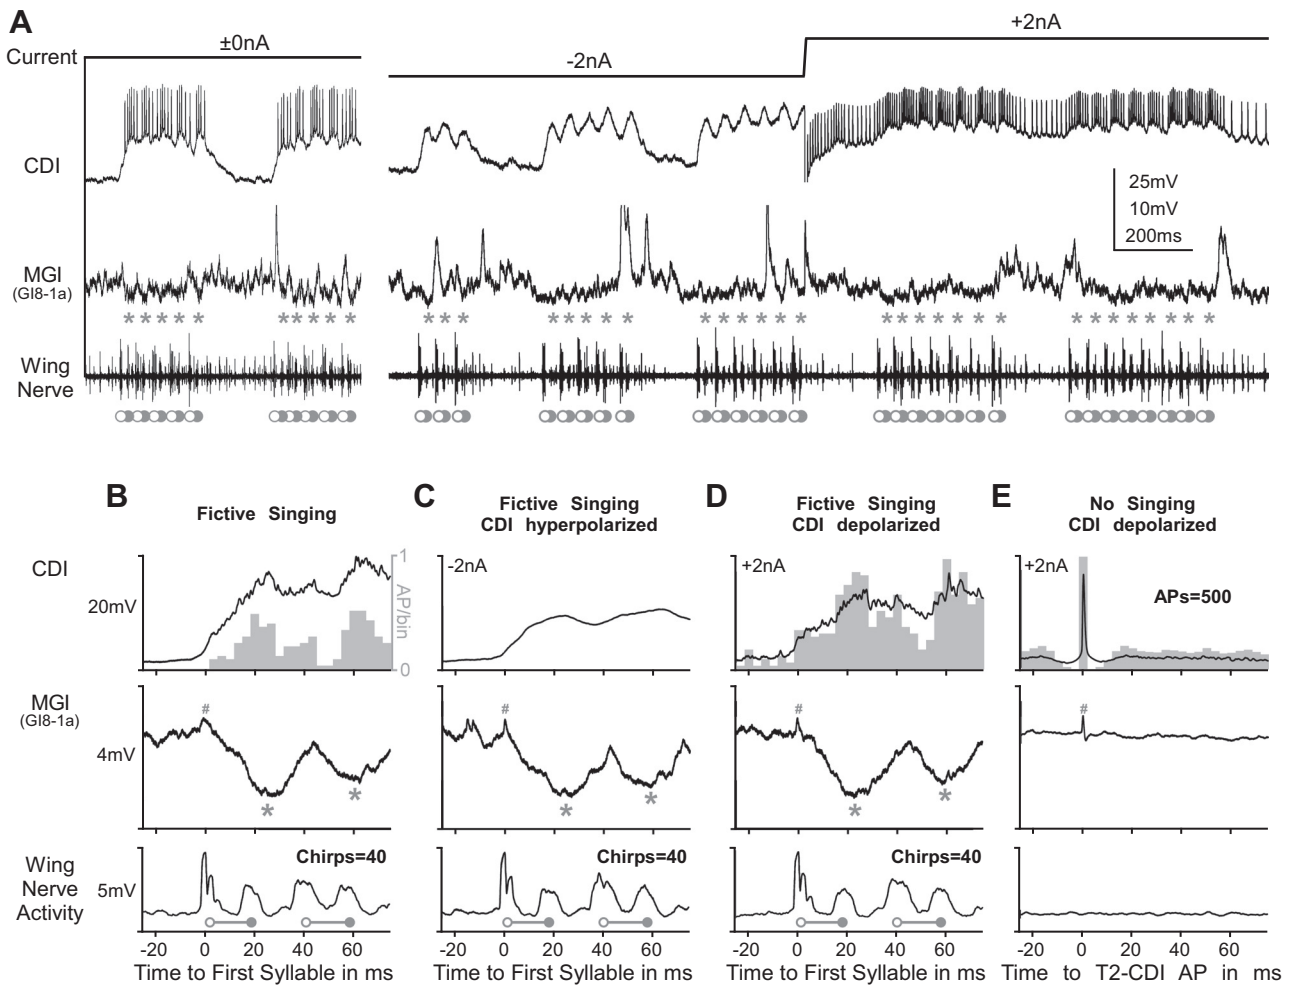 A
Current
±0nA
-2nA
+2nA
CDI
25mV
10mV
200ms
MGI
(GI8-1a)
* * * * * * * * * * * * * * * * * * * * * * * * * * * * * * * * * * * * * *
Wing
Nerve
B
Fictive Singing
C
Fictive Singing
CDI hyperpolarized
D
Fictive Singing
CDI depolarized
E
No Singing
CDI depolarized
CDI
20mV
1
AP/bin
0
-2nA
+2nA
+2nA
APs=500
MGI
(GI8-1a)
4mV
# * *
# * *
# * *
#
Wing
Nerve
Activity
5mV
Chirps=40
Chirps=40
Chirps=40
-20 0 20 40 60
-20 0 20 40 60
-20 0 20 40 60
-20 0 20 40 60
Time to First Syllable in ms
Time to First Syllable in ms
Time to First Syllable in ms
Time to T2-CDI AP in ms